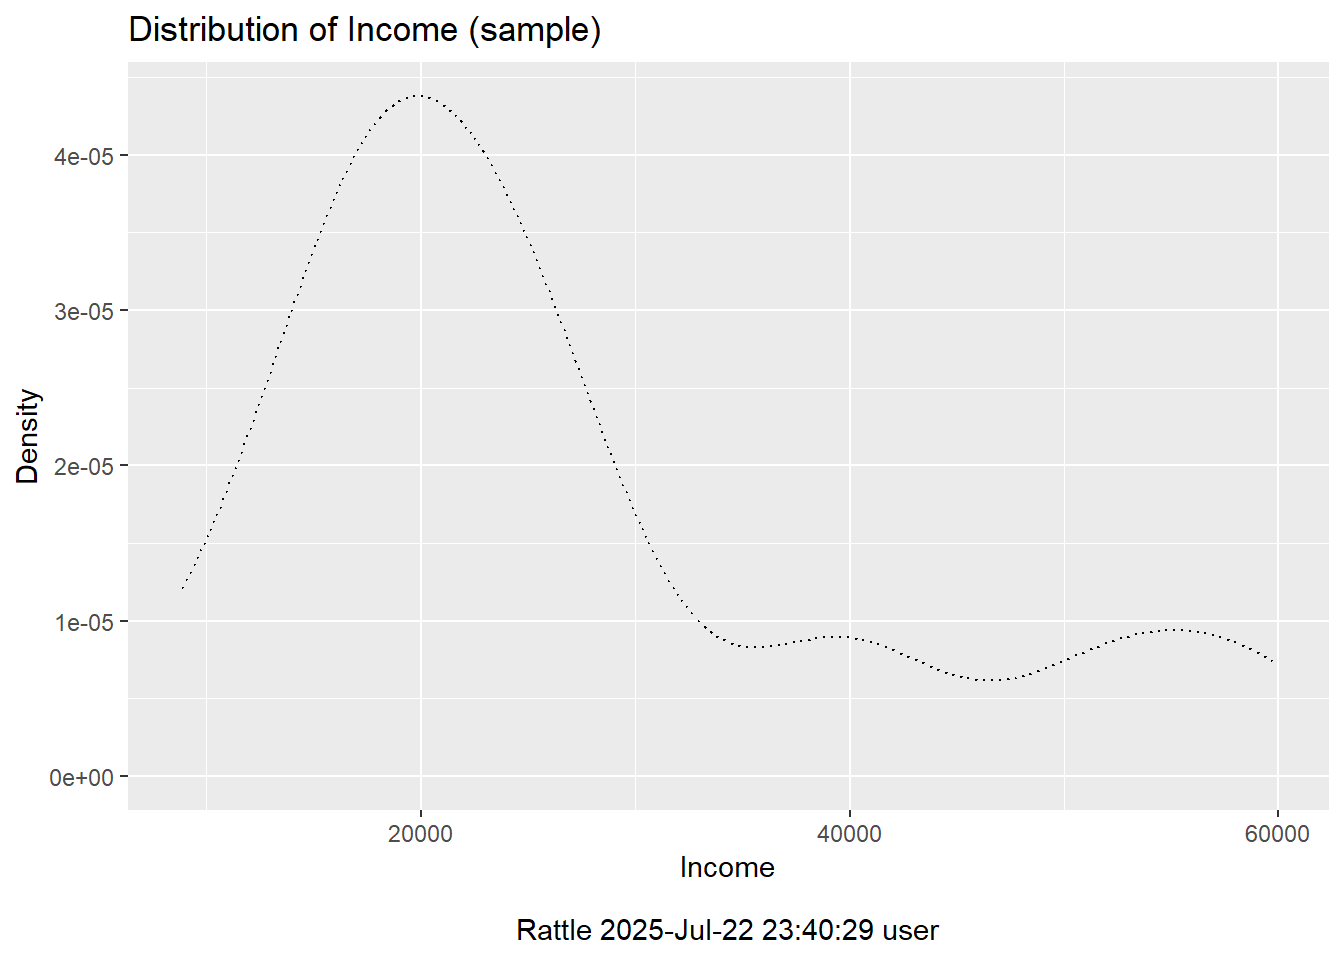 Distribution of Income (sample)
4e-05
3e-05
2e-05
1e-05
0e+00
Density
20000 40000 60000
Income
Rattle 2025-Jul-22 23:40:29 user